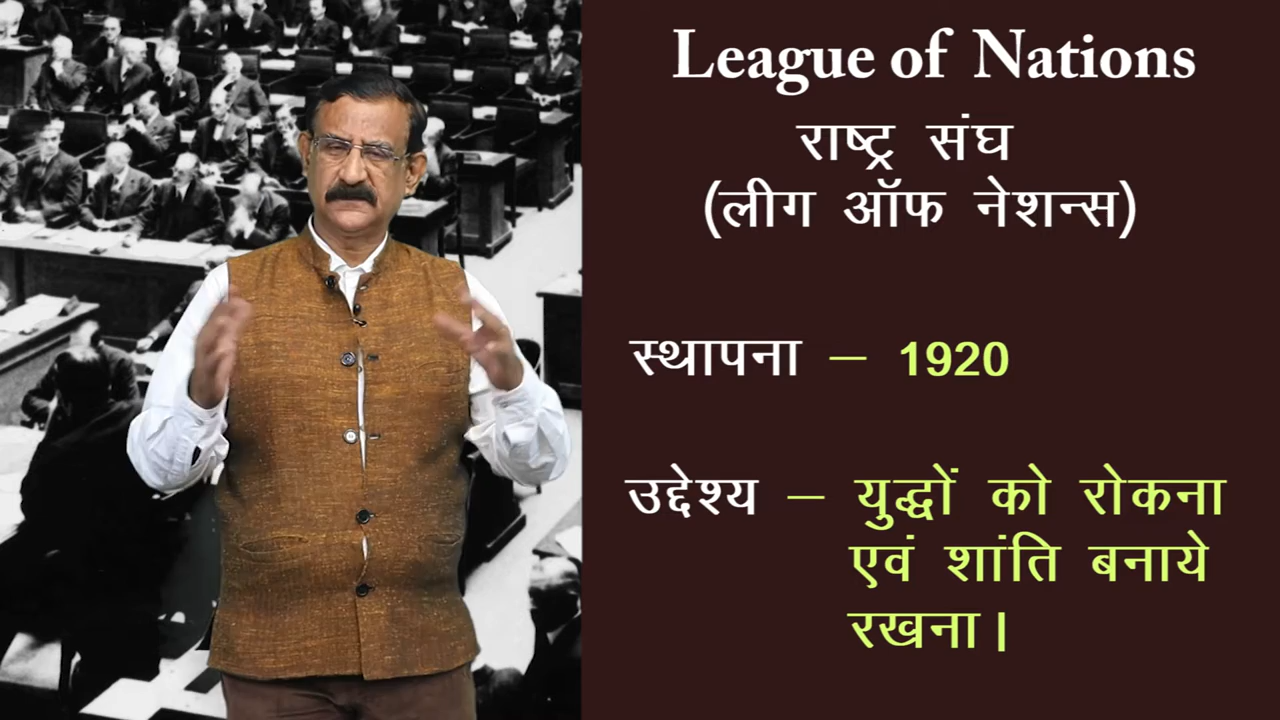 League of Nations
राष्ट्र संघ
(लीग ऑफ नेशन्स)
स्थापना – 1920
उद्देश्य – युद्धों को रोकना
एवं शांति बनाये
रखना।